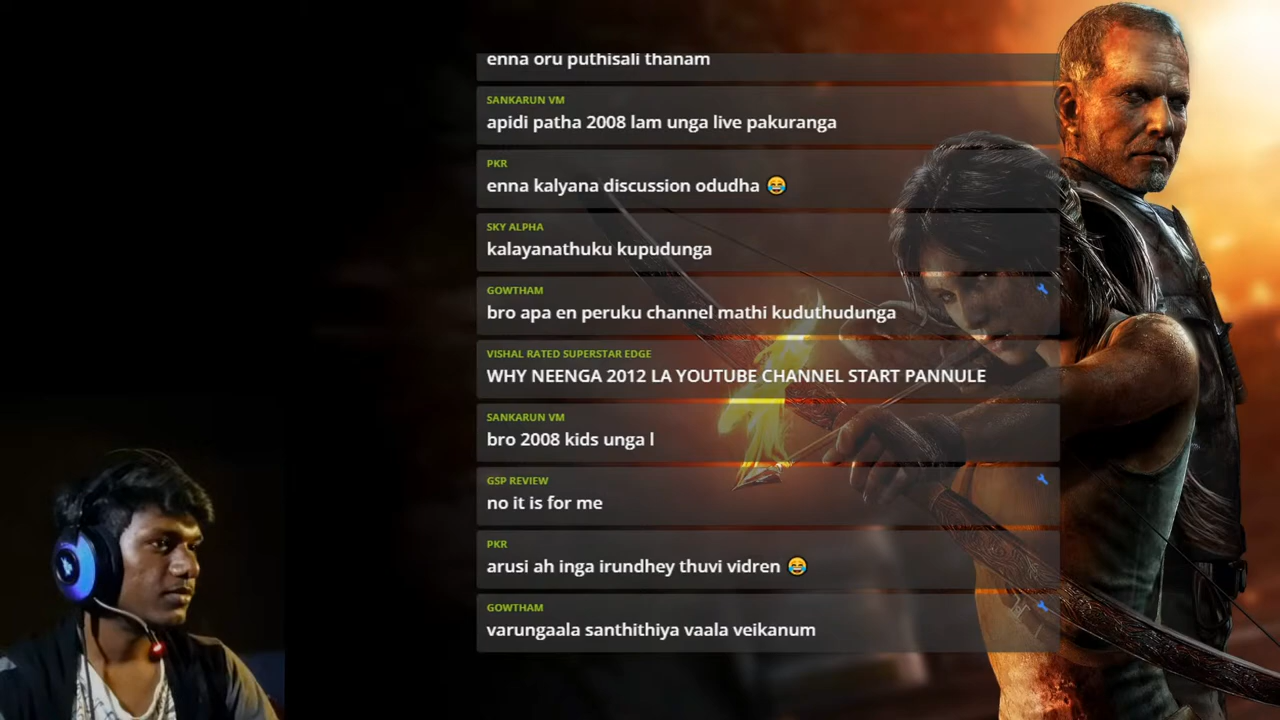 enna oru puthisali thanam
SANKARUN VM
apidi patha 2008 lam unga live pakuranga
PKR
enna kalyana discussion odudha 😂
SKY ALPHA
kalayanathuku kupudunga
GOWTHAM
bro apa en peruku channel mathi kuduthudunga
VISHAL RATED SUPERSTAR EDGE
WHY NEENGA 2012 LA YOUTUBE CHANNEL START PANNULE
SANKARUN VM
bro 2008 kids unga l
GSP REVIEW
no it is for me
PKR
arusi ah inga irundhey thuvi vidren 😂
GOWTHAM
varungaala santhithiya vaala veikanum